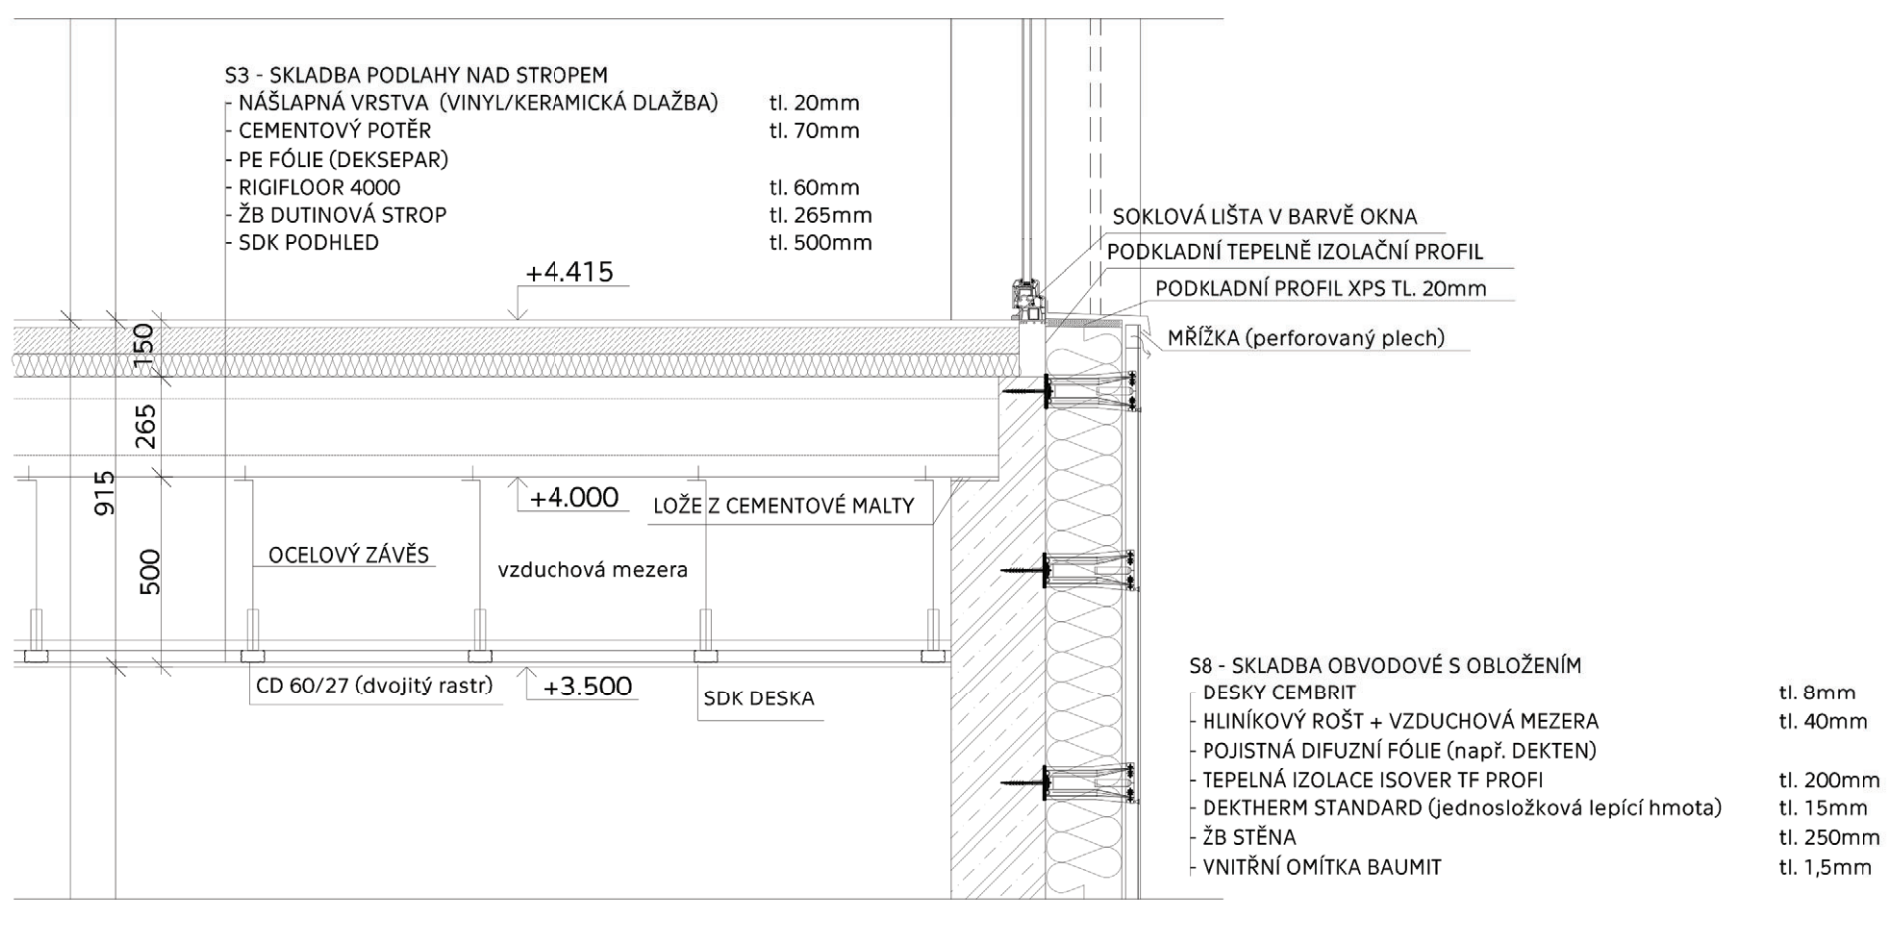 S3 - SKLADBA PODLAHY NAD STROPEM
- NÁŠLAPNÁ VRSTVA (VINYL/KERAMICKÁ DLAŽBA) tl. 20mm
- CEMENTOVÝ POTĚR tl. 70mm
- PE FÓLIE (DEKSEPAR)
- RIGIFLOOR 4000 tl. 60mm
- ŽB DUTINOVÁ STROP tl. 265mm
- SDK PODHLED tl. 500mm
+4.415
SOKLOVÁ LIŠTA V BARVĚ OKNA
PODKLADNÍ TEPELNĚ IZOLAČNÍ PROFIL
PODKLADNÍ PROFIL XPS TL. 20mm
MŘÍŽKA (perforovaný plech)
150
265
915
500
+4.000
LOŽE Z CEMENTOVÉ MALTY
OCELOVÝ ZÁVĚS
vzduchová mezera
CD 60/27 (dvojitý rastr)
+3.500
SDK DESKA
S8 - SKLADBA OBVODOVÉ S OBLOŽENÍM
- DESKY CEMBRIT tl. 8mm
- HLINÍKOVÝ ROŠT + VZDUCHOVÁ MEZERA tl. 40mm
- POJISTNÁ DIFUZNÍ FÓLIE (např. DEKTEN)
- TEPELNÁ IZOLACE ISOVER TF PROFI tl. 200mm
- DEKTHERM STANDARD (jednosložková lepící hmota) tl. 15mm
- ŽB STĚNA tl. 250mm
- VNITŘNÍ OMÍTKA BAUMIT tl. 1,5mm